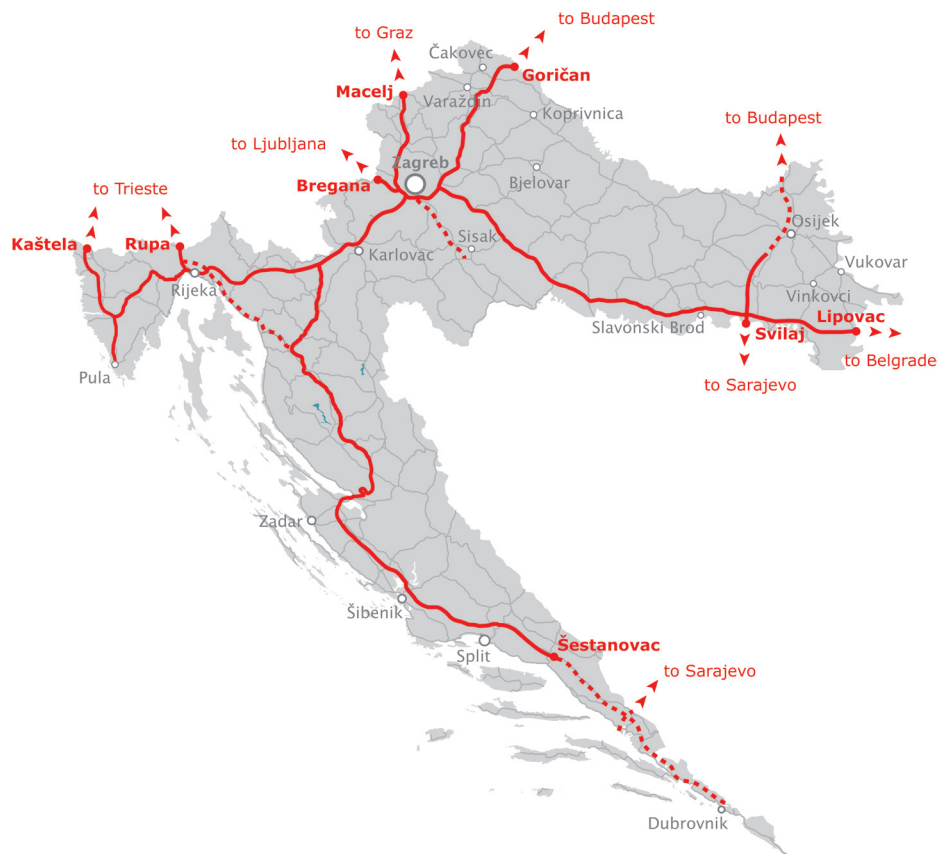 to Budapest
to Graz
Čakovec
Goričan
Macelj
Varaždin
Koprivnica
to Budapest
to Ljubljana
Zagreb
Bregana
Bjelovar
to Trieste
Kaštela
Rupa
Sisak
Osijek
Karlovac
Vukovar
Rijeka
Vinkovci
Lipovac
Slavonski Brod
Svilaj
to Belgrade
Pula
to Sarajevo
Zadar
Šibenik
Šestanovac
Split
to Sarajevo
Dubrovnik